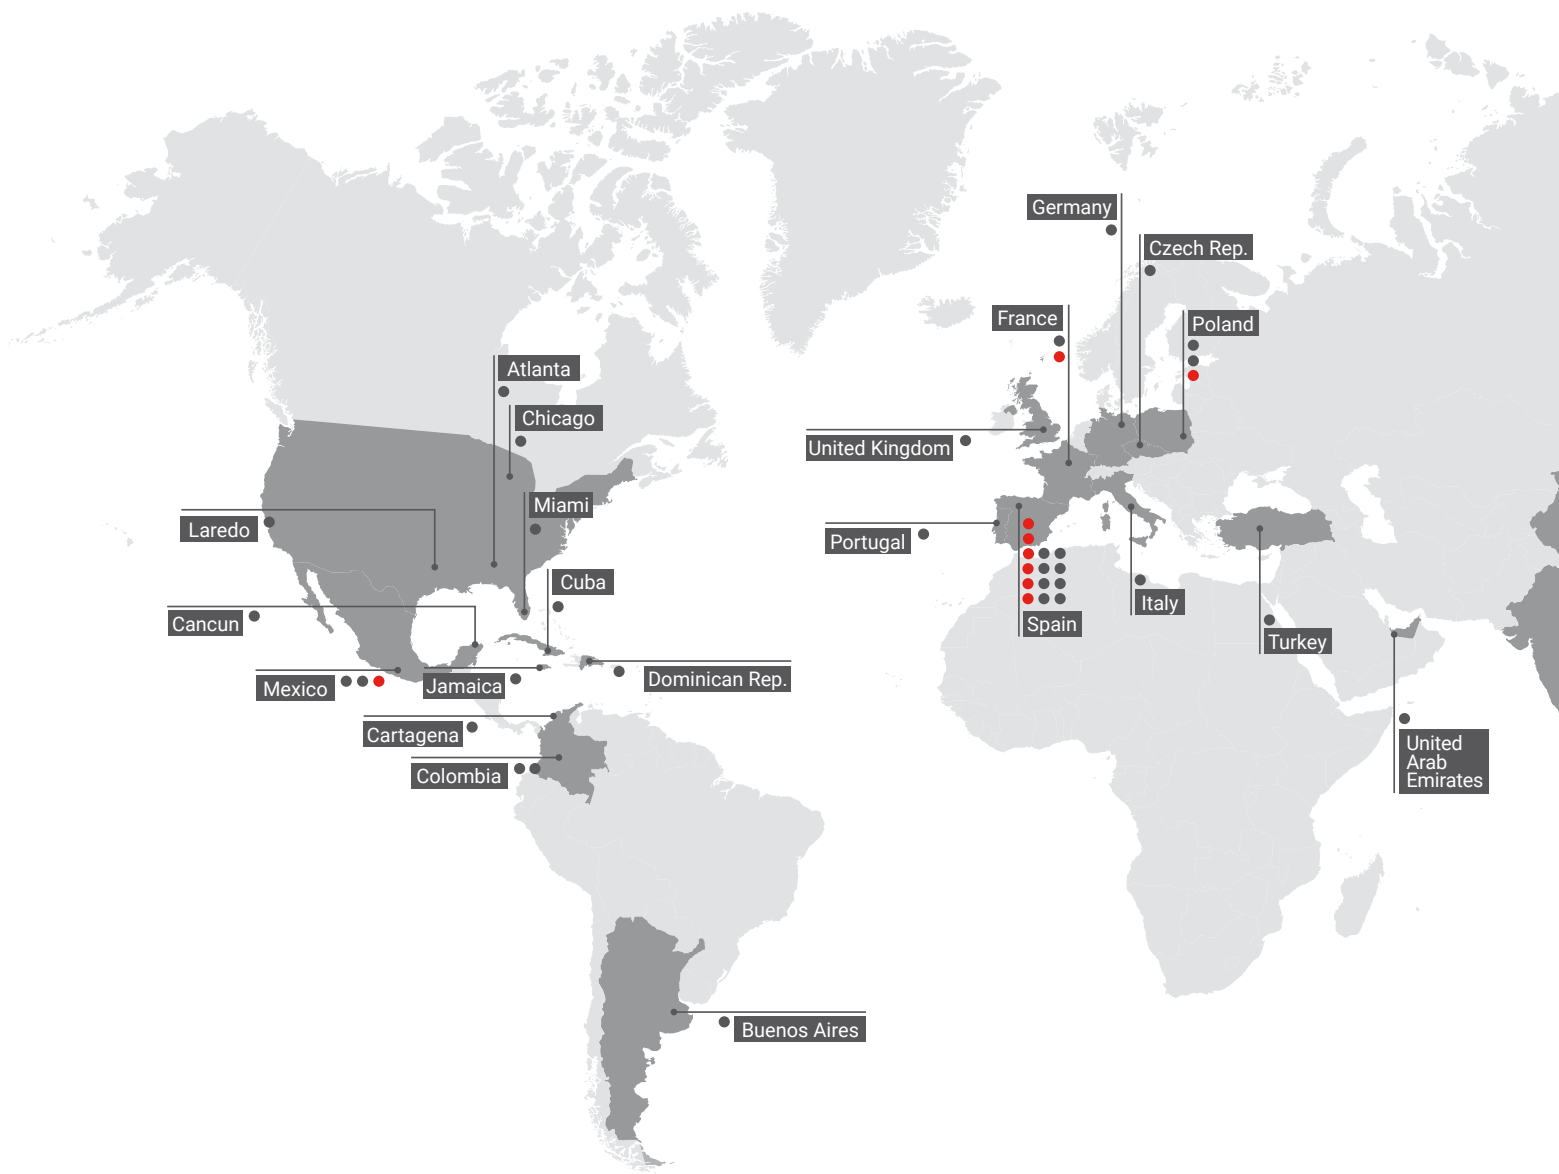 Germany
Czech Rep.
France
Poland
Atlanta
Chicago
United Kingdom
Miami
Laredo
Portugal
Cuba
Italy
Cancun
Spain
Turkey
Mexico
Jamaica
Dominican Rep.
Cartagena
United
Arab
Emirates
Colombia
Buenos Aires